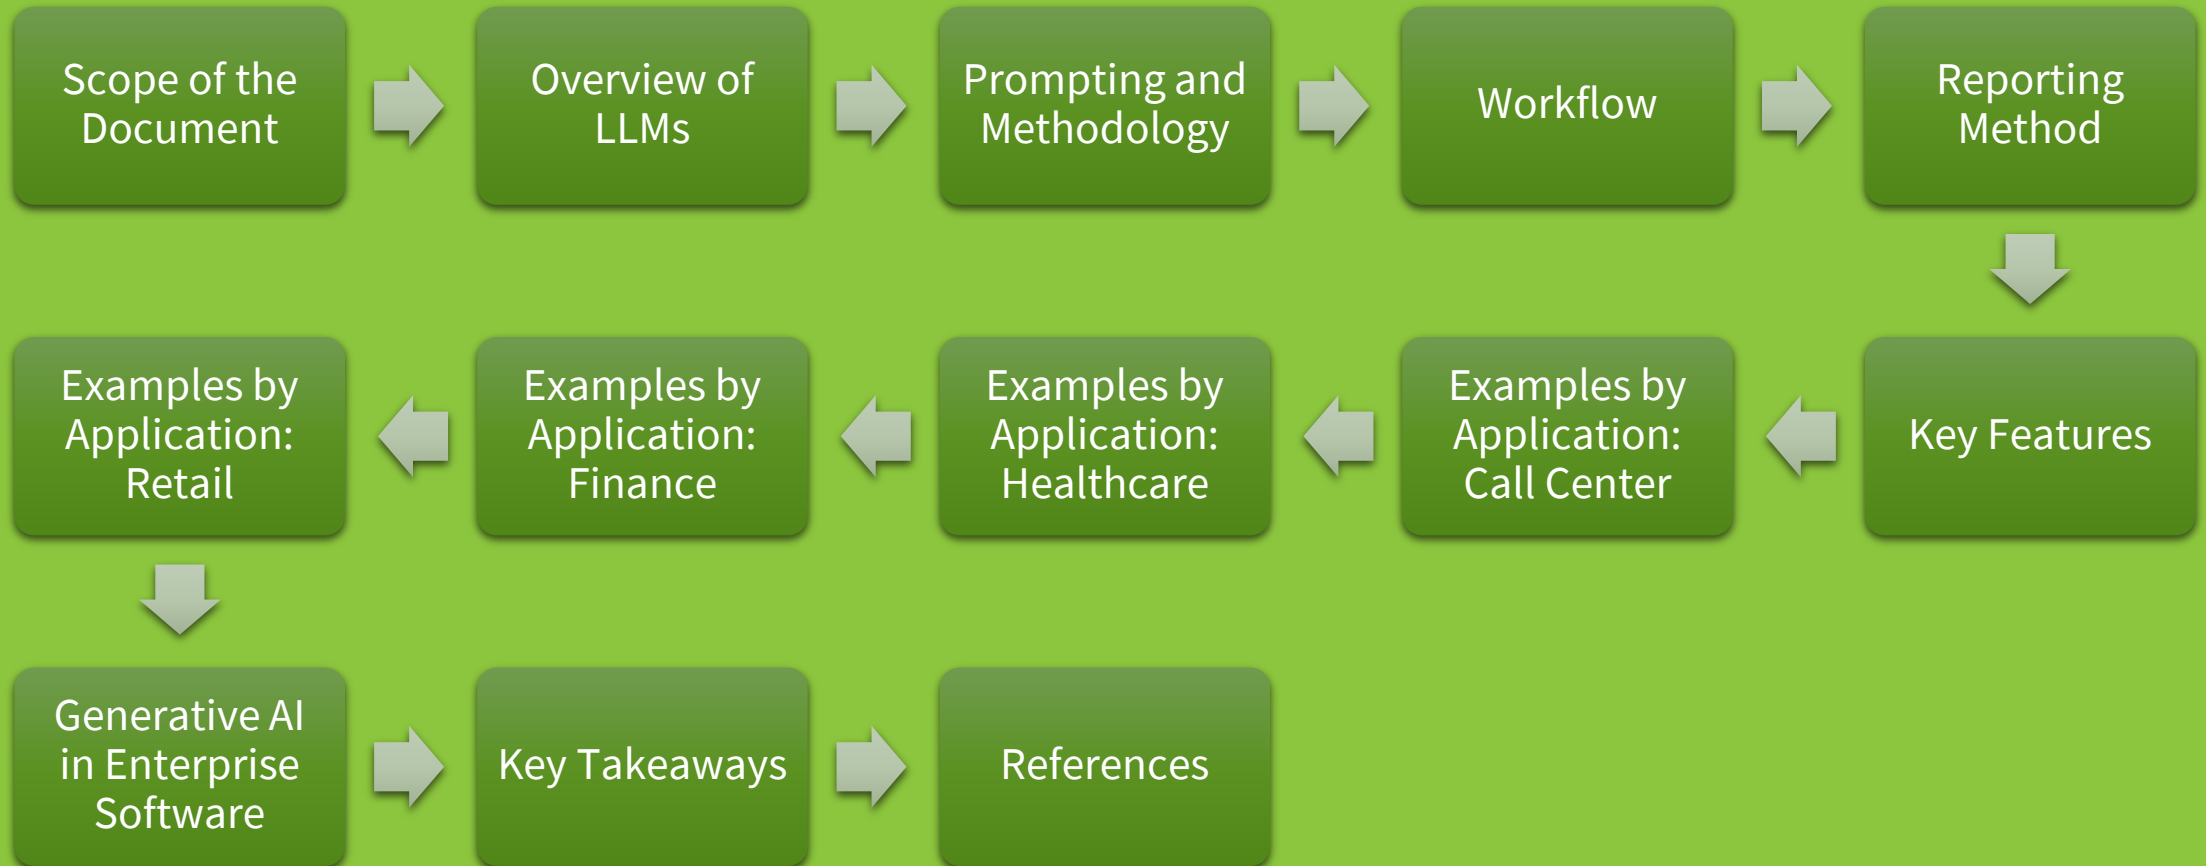 Scope of the
Document
Overview of
LLMs
Prompting and
Methodology
Workflow
Reporting
Method
Key Features
Examples by
Application:
Call Center
Examples by
Application:
Healthcare
Examples by
Application:
Finance
Examples by
Application:
Retail
Generative AI
in Enterprise
Software
Key Takeaways
References